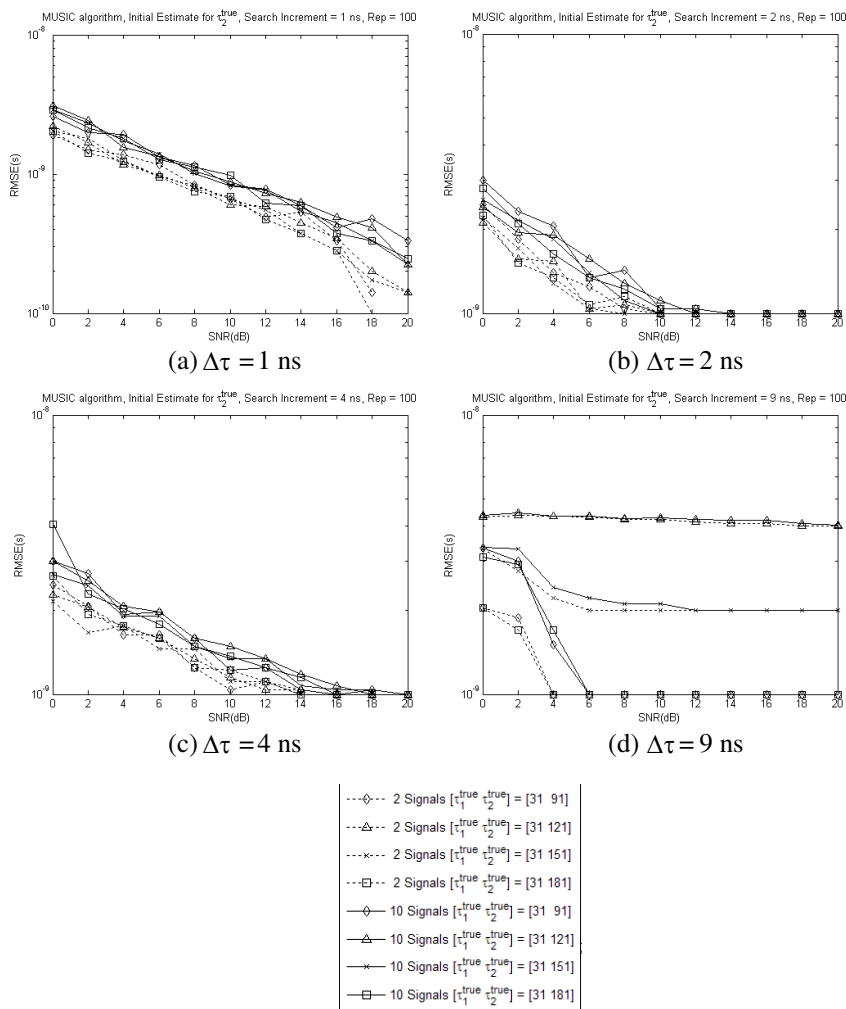 MUSIC algorithm, Initial Estimate for τ₂ᵗʳᵘᵉ, Search Increment = 1 ns, Rep = 100
10⁻⁸
RMSE(s)
10⁻⁹
10⁻¹⁰
0 2 4 6 8 10 12 14 16 18 20
SNR(dB)
(a) Δτ = 1 ns
MUSIC algorithm, Initial Estimate for τ₂ᵗʳᵘᵉ, Search Increment = 2 ns, Rep = 100
10⁻⁸
RMSE(s)
10⁻⁹
0 2 4 6 8 10 12 14 16 18 20
SNR(dB)
(b) Δτ = 2 ns
MUSIC algorithm, Initial Estimate for τ₂ᵗʳᵘᵉ, Search Increment = 4 ns, Rep = 100
10⁻⁸
RMSE(s)
10⁻⁹
0 2 4 6 8 10 12 14 16 18 20
SNR(dB)
(c) Δτ = 4 ns
MUSIC algorithm, Initial Estimate for τ₂ᵗʳᵘᵉ, Search Increment = 9 ns, Rep = 100
10⁻⁸
RMSE(s)
10⁻⁹
0 2 4 6 8 10 12 14 16 18 20
SNR(dB)
(d) Δτ = 9 ns
2 Signals [τ₁ᵗʳᵘᵉ τ₂ᵗʳᵘᵉ] = [31 91]
2 Signals [τ₁ᵗʳᵘᵉ τ₂ᵗʳᵘᵉ] = [31 121]
2 Signals [τ₁ᵗʳᵘᵉ τ₂ᵗʳᵘᵉ] = [31 151]
2 Signals [τ₁ᵗʳᵘᵉ τ₂ᵗʳᵘᵉ] = [31 181]
10 Signals [τ₁ᵗʳᵘᵉ τ₂ᵗʳᵘᵉ] = [31 91]
10 Signals [τ₁ᵗʳᵘᵉ τ₂ᵗʳᵘᵉ] = [31 121]
10 Signals [τ₁ᵗʳᵘᵉ τ₂ᵗʳᵘᵉ] = [31 151]
10 Signals [τ₁ᵗʳᵘᵉ τ₂ᵗʳᵘᵉ] = [31 181]